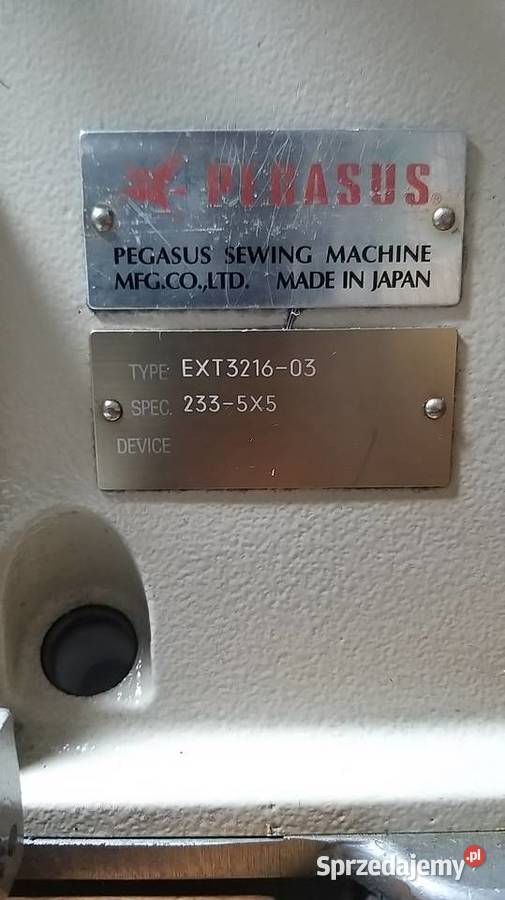 PEGASUS®
PEGASUS SEWING MACHINE
MFG.CO.,LTD. MADE IN JAPAN
TYPE EXT3216-03
SPEC. 233-5X5
DEVICE
Sprzedajemy.pl